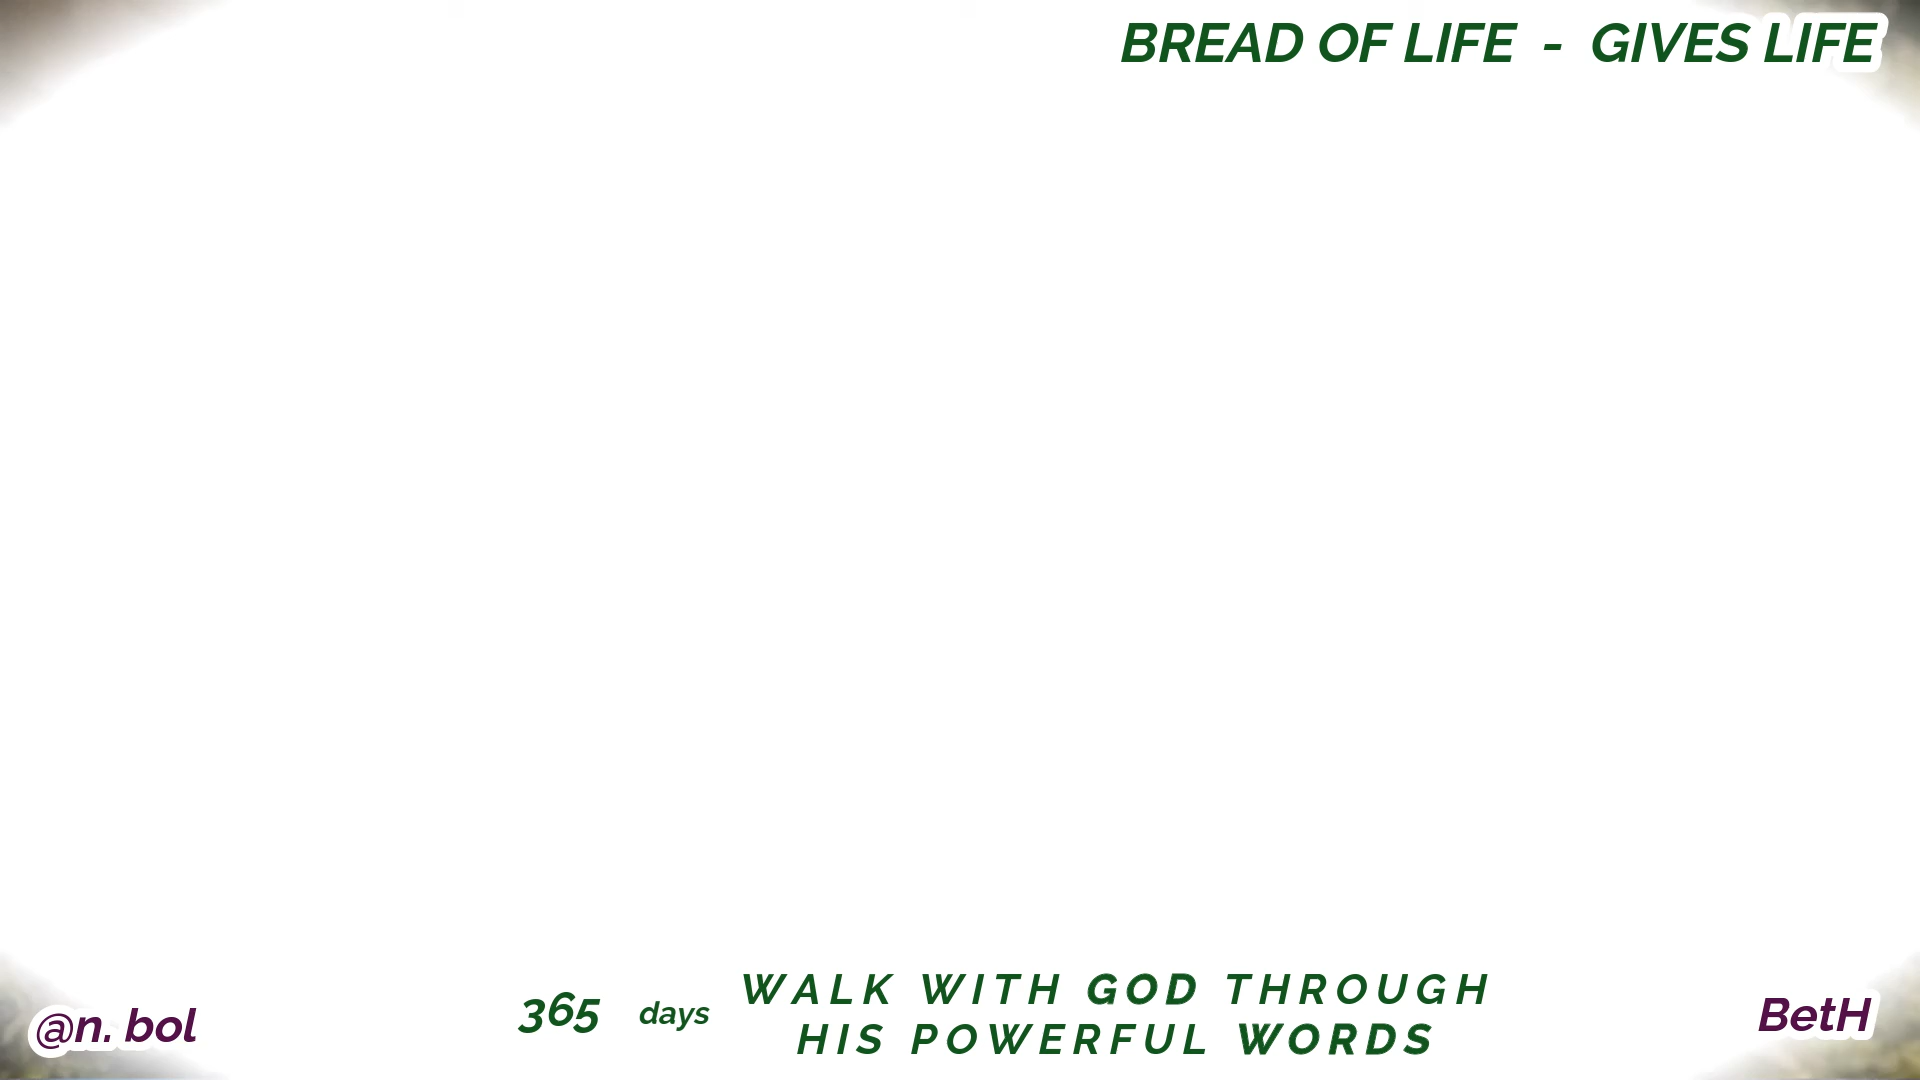 BREAD OF LIFE - GIVES LIFE
365 days
WALK WITH GOD THROUGH
HIS POWERFUL WORDS
@n. bol
BetH